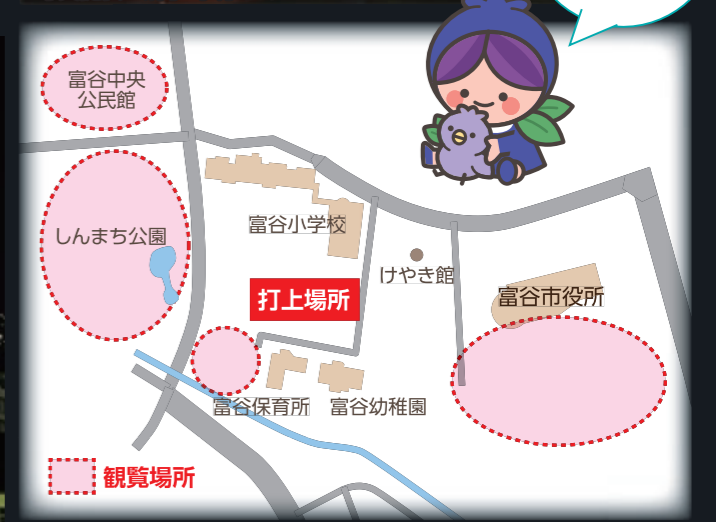 富谷中央
公民館
しんまち公園
富谷小学校
けやき館
打上場所
富谷市役所
富谷保育所
富谷幼稚園
観覧場所